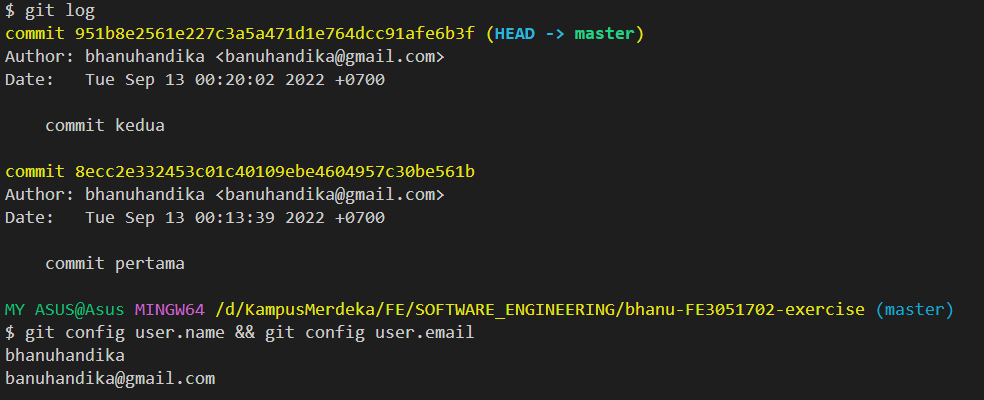 $ git log
commit 951b8e2561e227c3a5a471d1e764dcc91afe6b3f (HEAD -> master)
Author: bhanuhandika <banuhandika@gmail.com>
Date:   Tue Sep 13 00:20:02 2022 +0700
    commit kedua
commit 8ecc2e332453c01c40109ebe4604957c30be561b
Author: bhanuhandika <banuhandika@gmail.com>
Date:   Tue Sep 13 00:13:39 2022 +0700
    commit pertama
MY ASUS@Asus MINGW64 /d/KampusMerdeka/FE/SOFTWARE_ENGINEERING/bhanu-FE3051702-exercise (master)
$ git config user.name && git config user.email
bhanuhandika
banuhandika@gmail.com